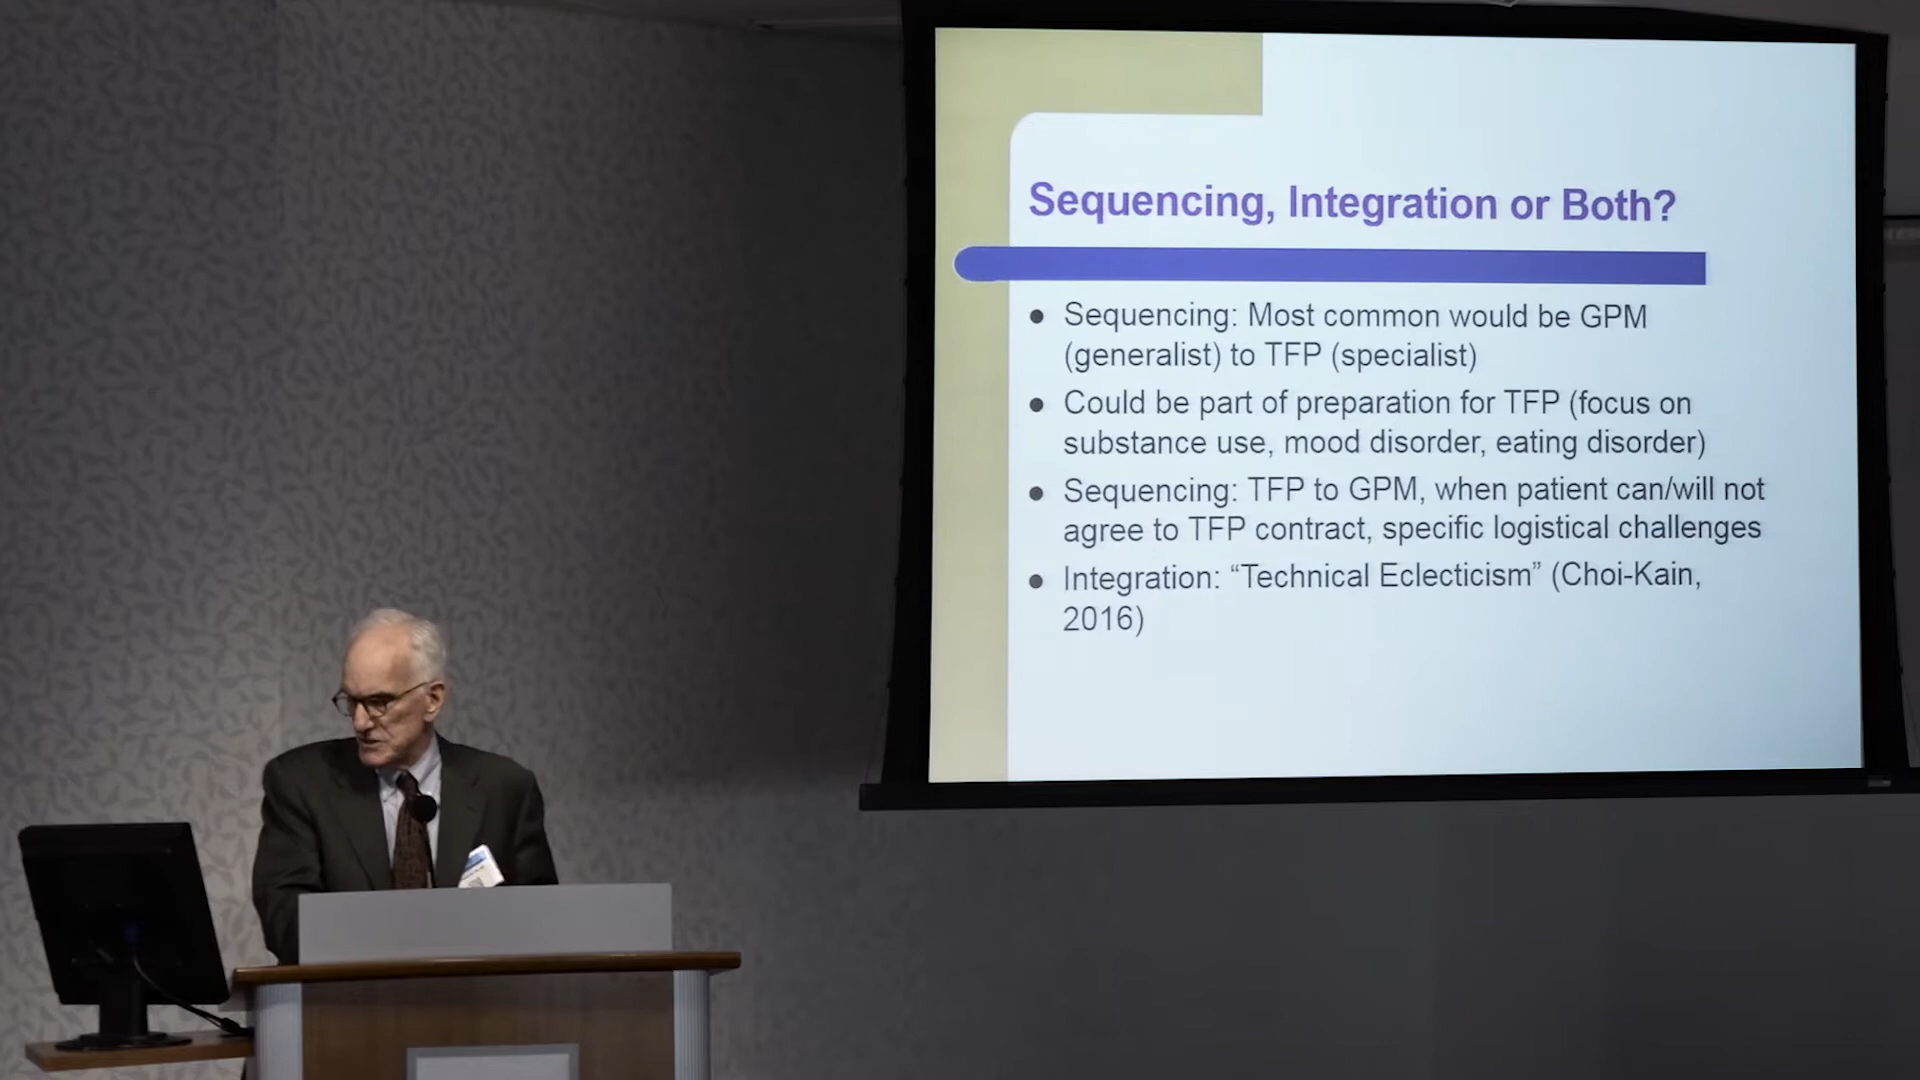 Sequencing, Integration or Both?
● Sequencing: Most common would be GPM
(generalist) to TFP (specialist)
● Could be part of preparation for TFP (focus on
substance use, mood disorder, eating disorder)
● Sequencing: TFP to GPM, when patient can/will not
agree to TFP contract, specific logistical challenges
● Integration: “Technical Eclecticism” (Choi-Kain,
2016)